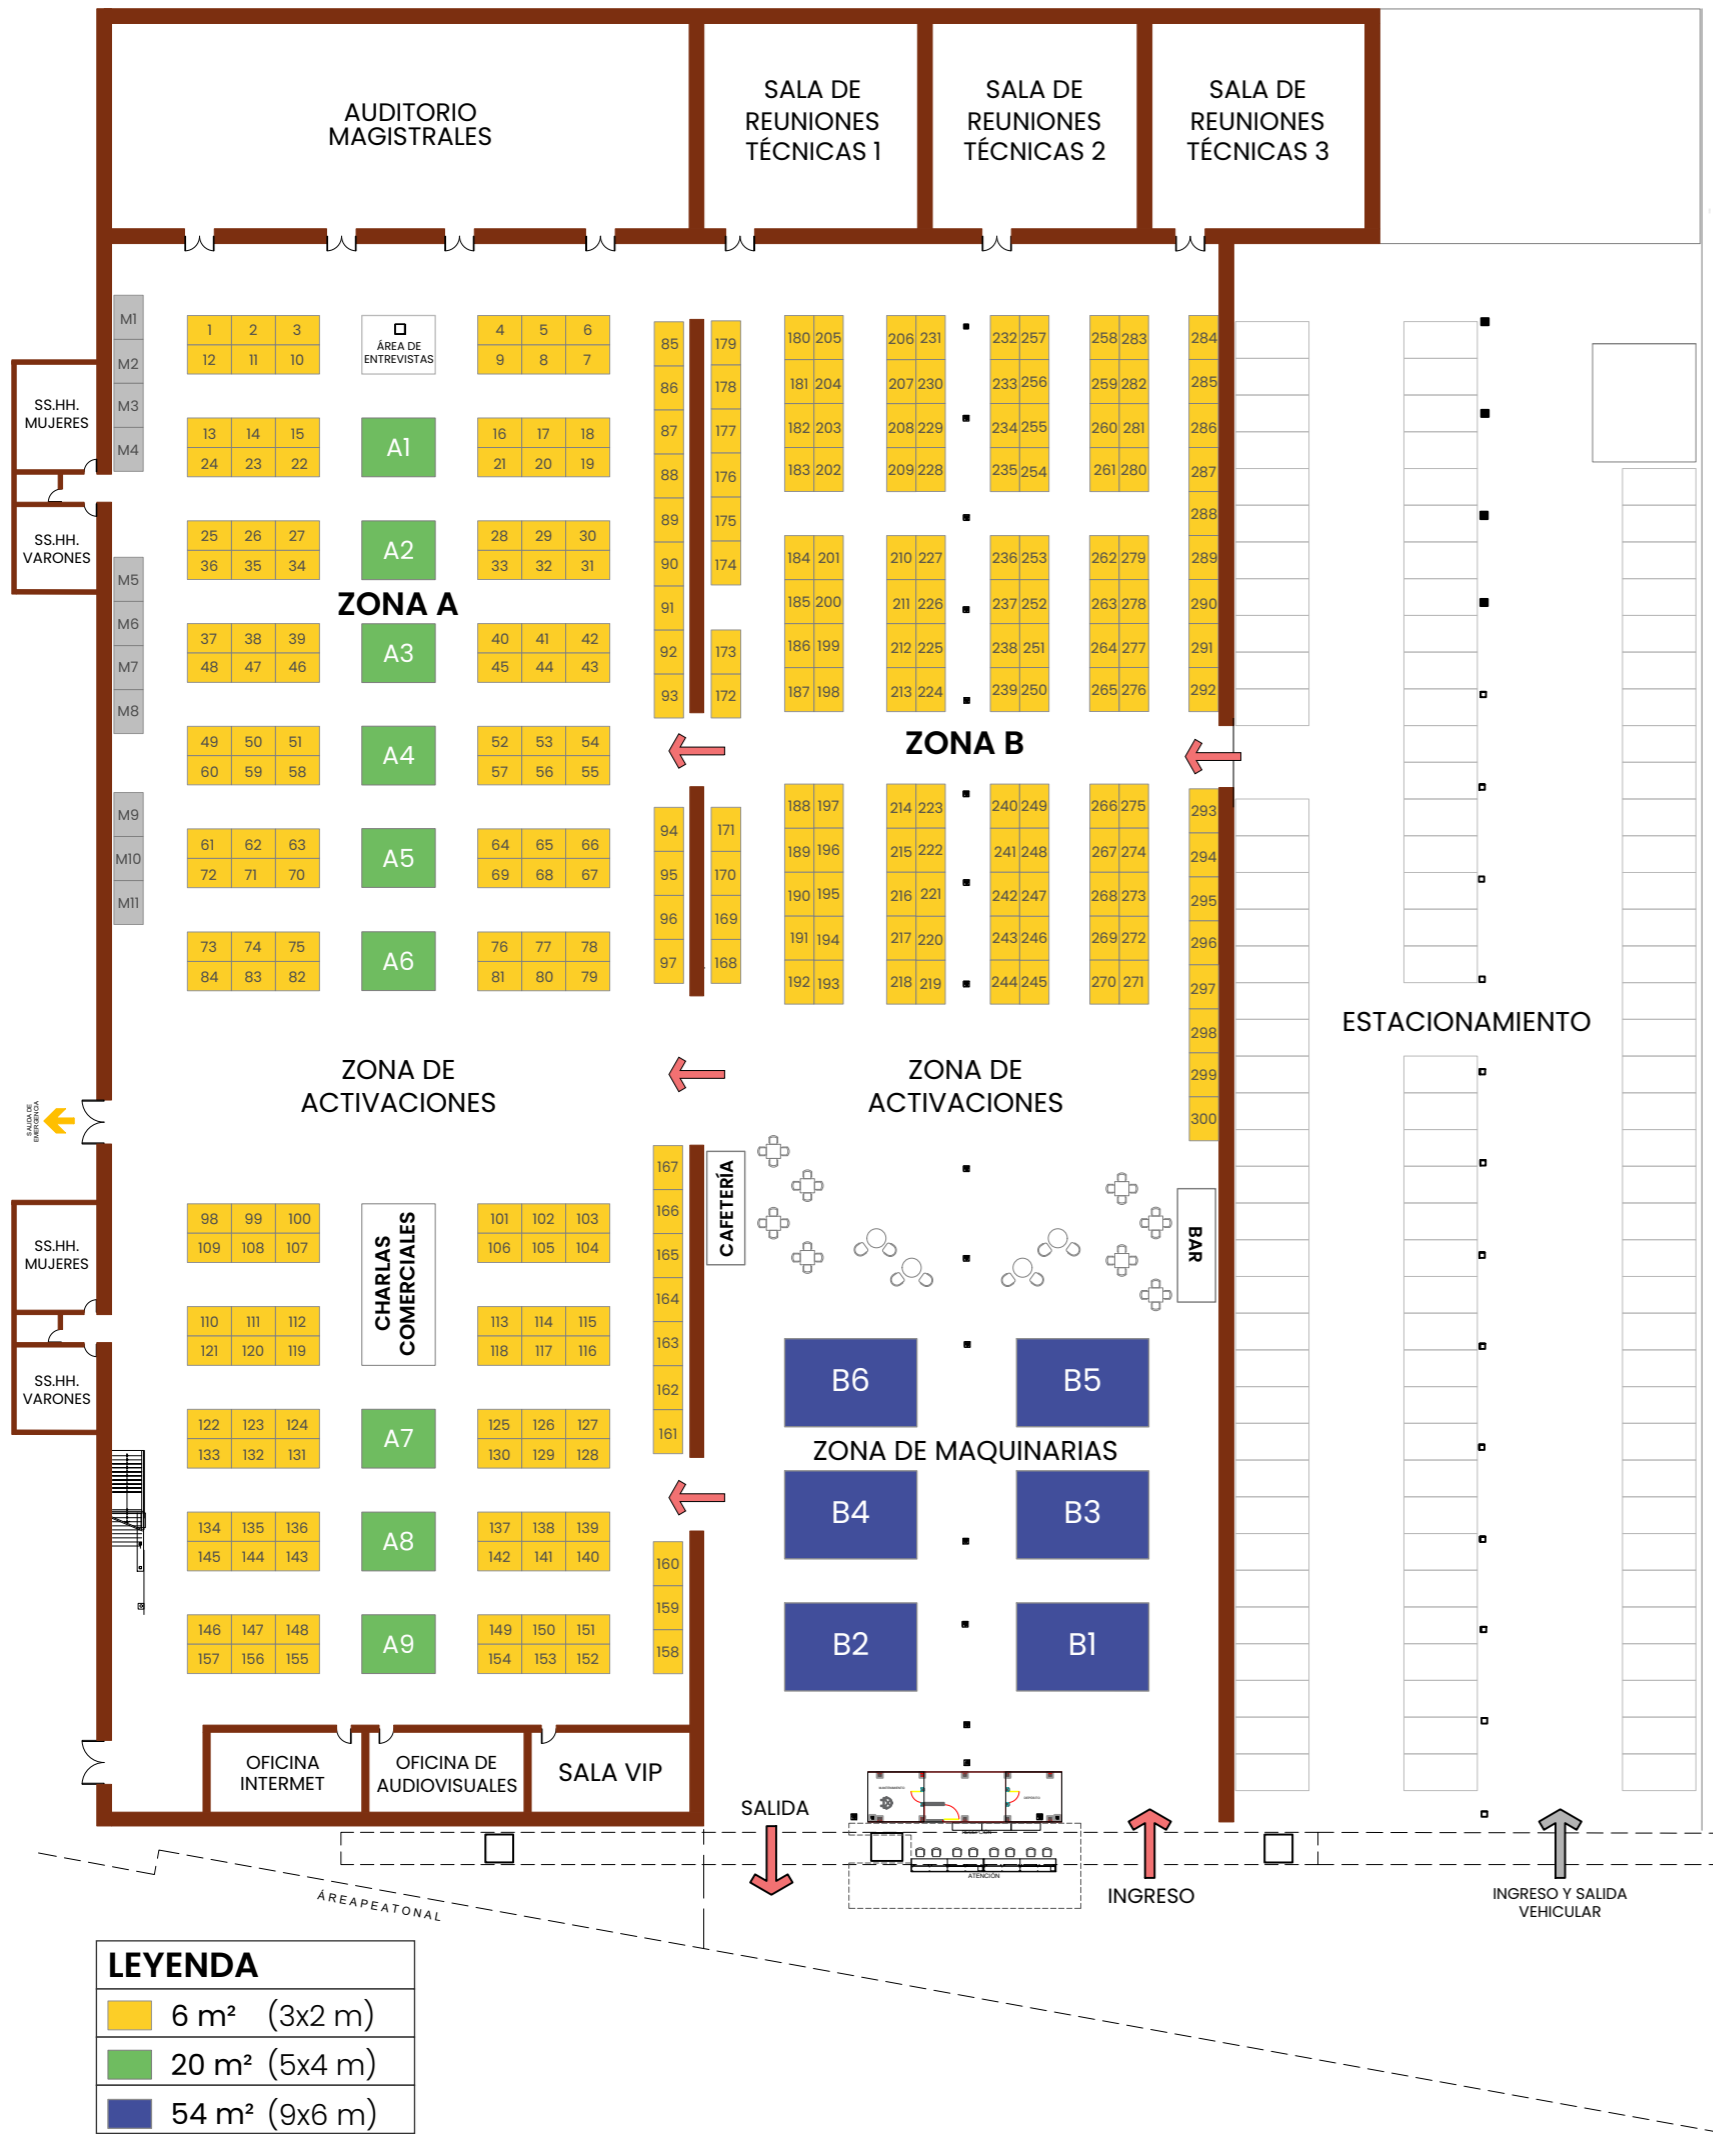 AUDITORIO
MAGISTRALES
SALA DE
REUNIONES
TÉCNICAS 1
SALA DE
REUNIONES
TÉCNICAS 2
SALA DE
REUNIONES
TÉCNICAS 3
M1
M2
M3
M4
SS.HH.
MUJERES
SS.HH.
VARONES
M5
M6
M7
M8
M9
M10
M11
1 2 3
12 11 10
ÁREA DE
ENTREVISTAS
4 5 6
9 8 7
13 14 15
24 23 22
A1
16 17 18
21 20 19
25 26 27
36 35 34
A2
28 29 30
33 32 31
ZONA A
37 38 39
48 47 46
A3
40 41 42
45 44 43
49 50 51
60 59 58
A4
52 53 54
57 56 55
61 62 63
72 71 70
A5
64 65 66
69 68 67
73 74 75
84 83 82
A6
76 77 78
81 80 79
85
86
87
88
89
90
91
92
93
94
95
96
97
179
178
177
176
175
174
173
172
171
170
169
168
180 205
181 204
182 203
183 202
184 201
185 200
186 199
187 198
206 231
207 230
208 229
209 228
210 227
211 226
212 225
213 224
232 257
233 256
234 255
235 254
236 253
237 252
238 251
239 250
258 283
259 282
260 281
261 280
262 279
263 278
264 277
265 276
284
285
286
287
288
289
290
291
292
ZONA B
188 197
189 196
190 195
191 194
192 193
214 223
215 222
216 221
217 220
218 219
240 249
241 248
242 247
243 246
244 245
266 275
267 274
268 273
269 272
270 271
293
294
295
296
297
298
299
300
ESTACIONAMIENTO
ZONA DE
ACTIVACIONES
ZONA DE
ACTIVACIONES
SALIDA DE
EMERGENCIA
SS.HH.
MUJERES
SS.HH.
VARONES
98 99 100
109 108 107
CHARLAS
COMERCIALES
101 102 103
106 105 104
110 111 112
121 120 119
113 114 115
118 117 116
122 123 124
133 132 131
A7
125 126 127
130 129 128
134 135 136
145 144 143
A8
137 138 139
142 141 140
146 147 148
157 156 155
A9
149 150 151
154 153 152
167
166
165
164
163
162
161
160
159
158
CAFETERÍA
BAR
B6
B5
ZONA DE MAQUINARIAS
B4
B3
B2
B1
OFICINA
INTERNET
OFICINA DE
AUDIOVISUALES
SALA VIP
SALIDA
ATENCIÓN
INGRESO
INGRESO Y SALIDA
VEHICULAR
ÁREAPEATONAL
LEYENDA
6 m² (3x2 m)
20 m² (5x4 m)
54 m² (9x6 m)